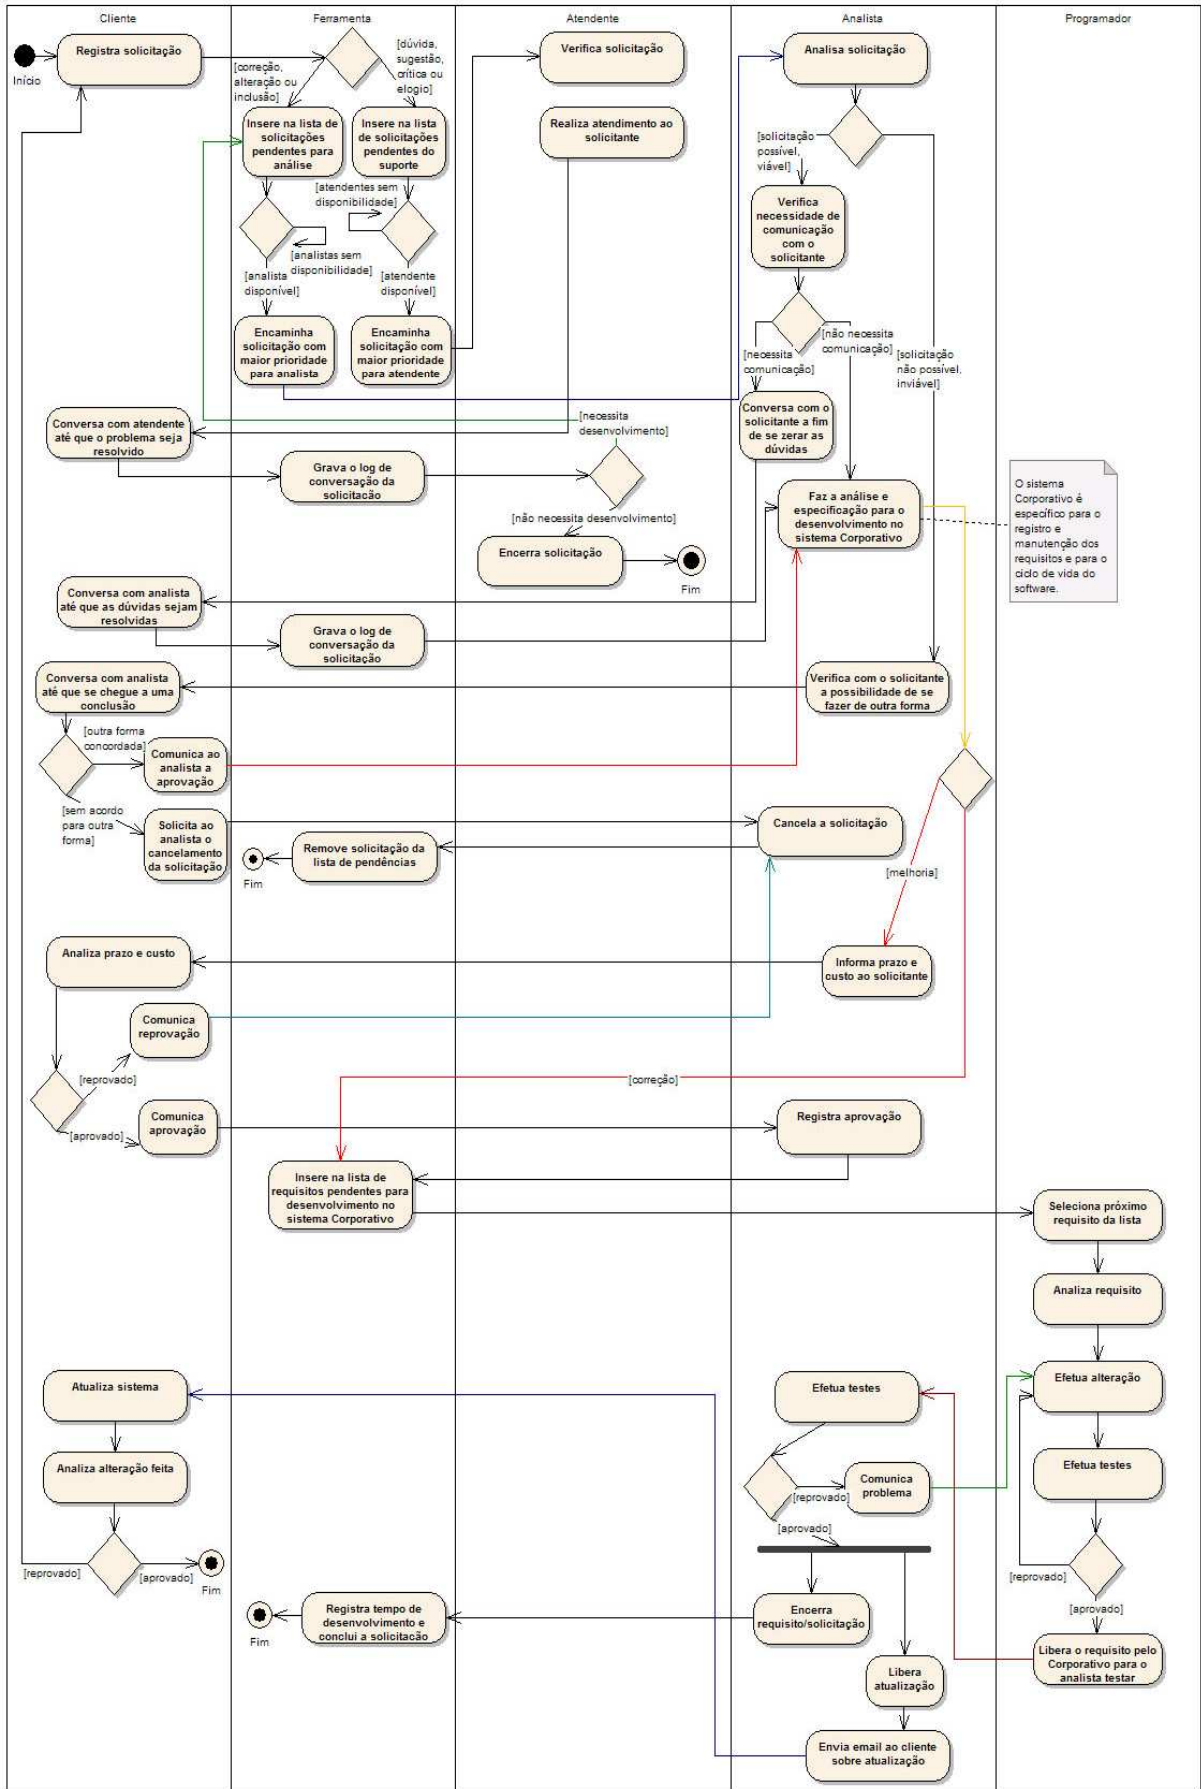 Cliente
Ferramenta
Atendente
Analista
Programador
Início
Registra solicitação
[correção,
alteração ou
inclusão]
[dúvida,
sugestão,
crítica ou
elogio]
Verifica solicitação
Analisa solicitação
Insere na lista de
solicitações
pendentes para
análise
Insere na lista
de solicitações
pendentes do
suporte
Realiza atendimento ao
solicitante
[solicitação
possível,
viável]
[atendentes sem
disponibilidade]
Verifica
necessidade de
comunicação
com o
solicitante
[analistas sem
disponibilidade]
[analista
disponível]
[atendente
disponível]
Encaminha
solicitação com
maior prioridade
para analista
Encaminha
solicitação com
maior prioridade
para atendente
[não necessita
comunicação]
[necessita
comunicação]
[solicitação
não possível,
inviável]
Conversa com atendente
até que o problema seja
resolvido
[necessita
desenvolvimento]
Conversa com o
solicitante a fim
de se zerar as
dúvidas
Grava o log de
conversação da
solicitacão
Faz a análise e
especificação para o
desenvolvimento no
sistema Corporativo
O sistema
Corporativo é
específico para o
registro e
manutenção dos
requisitos e para o
ciclo de vida do
software.
[não necessita desenvolvimento]
Encerra solicitação
Fim
Conversa com analista
até que as dúvidas sejam
resolvidas
Grava o log de
conversação da
solicitação
Conversa com analista
até que se chegue a uma
conclusão
Verifica com o solicitante
a possibilidade de se
fazer de outra forma
[outra forma
concordada]
Comunica ao
analista a
aprovação
[sem acordo
para outra
forma]
Solicita ao
analista o
cancelamento
da solicitação
Cancela a solicitação
Remove solicitação da
lista de pendências
Fim
[melhoria]
Analiza prazo e custo
Informa prazo e
custo ao solicitante
Comunica
reprovação
[reprovado]
[correção]
Comunica
aprovação
[aprovado]
Registra aprovação
Insere na lista de
requisitos pendentes para
desenvolvimento no
sistema Corporativo
Seleciona próximo
requisito da lista
Analiza requisito
Atualiza sistema
Efetua testes
Efetua alteração
Analiza alteração feita
Comunica
problema
Efetua testes
[reprovado]
[aprovado]
[reprovado]
[aprovado]
Fim
[reprovado]
[aprovado]
Registra tempo de
desenvolvimento e
conclui a solicitacão
Fim
Encerra
requisito/solicitação
Libera o requisito pelo
Corporativo para o
analista testar
Libera
atualização
Envia email ao cliente
sobre atualização